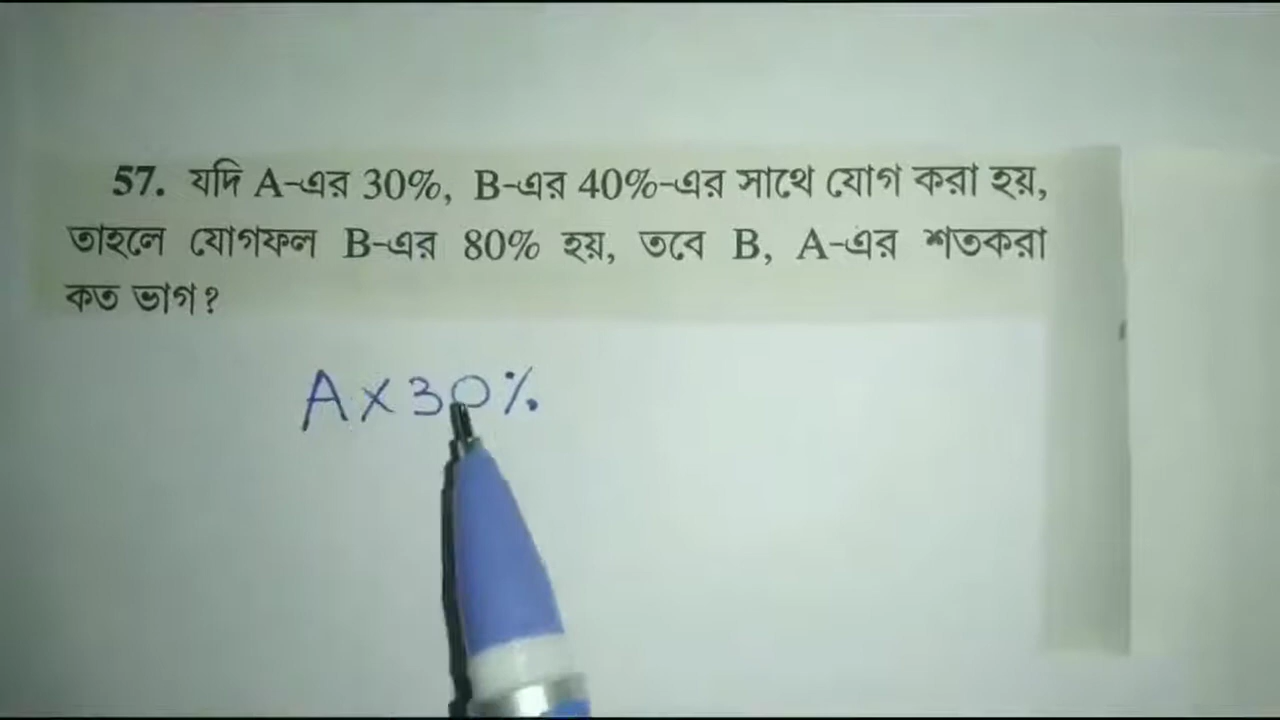 57. যদি A-এর 30%, B-এর 40%-এর সাথে যোগ করা হয়,
তাহলে যোগফল B-এর 80% হয়, তবে B, A-এর শতকরা
কত ভাগ?
A×30%